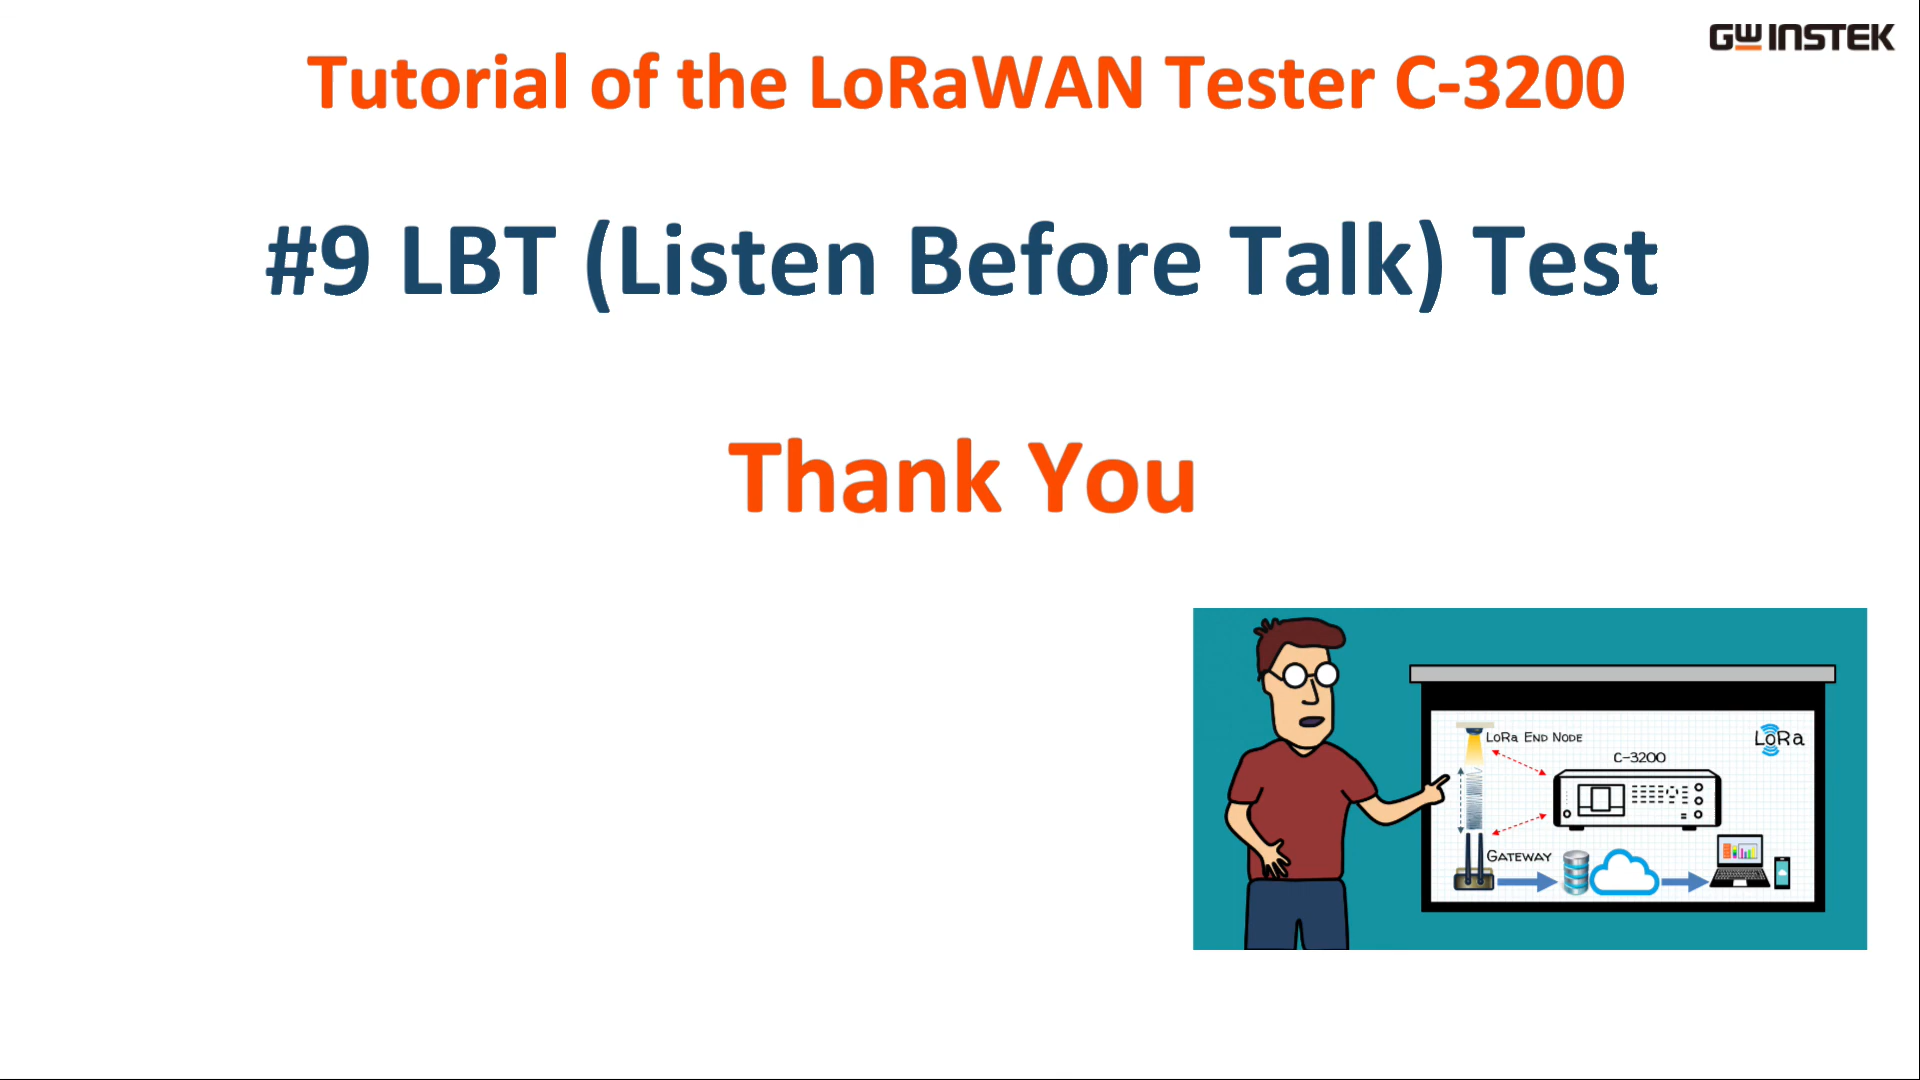 GW INSTEK
Tutorial of the LoRaWAN Tester C-3200
#9 LBT (Listen Before Talk) Test
Thank You
LoRa End Node
LoRa
C-3200
Gateway